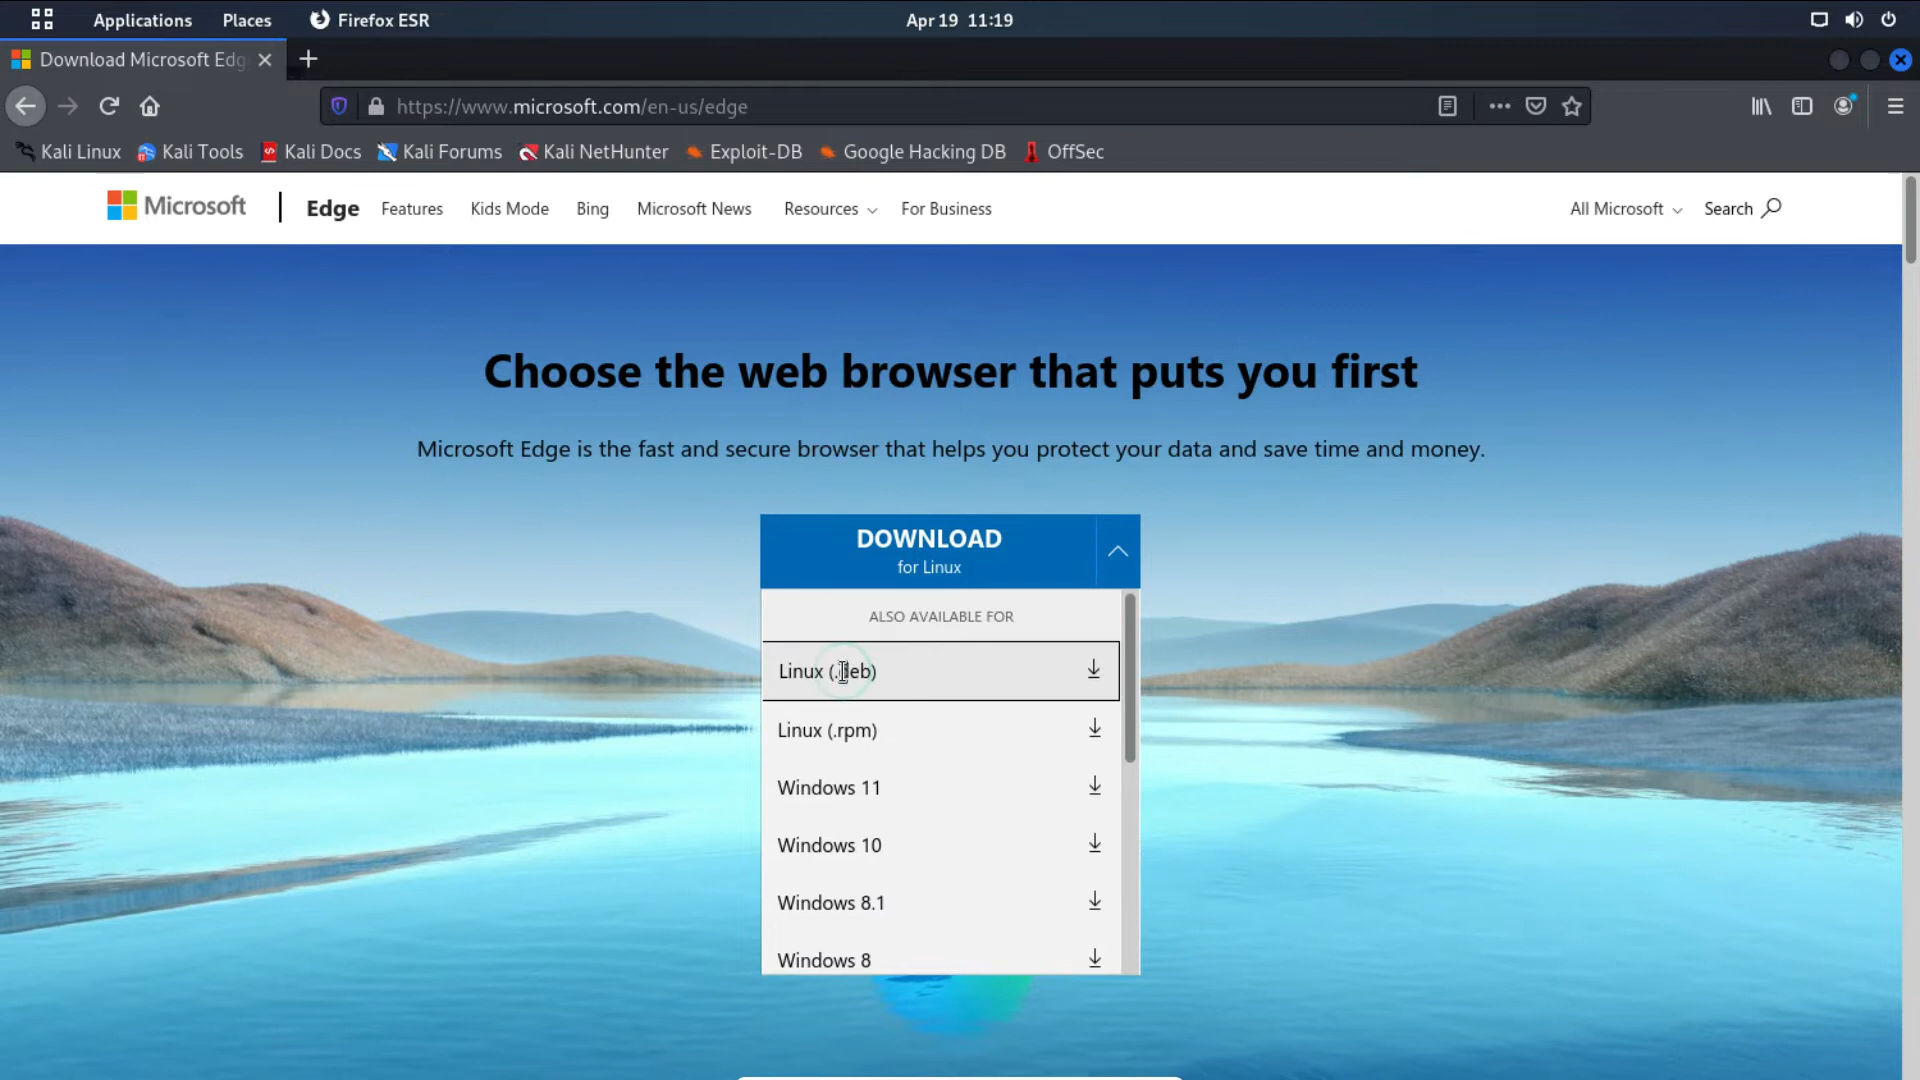 Applications Places Firefox ESR Apr 19 11:19
Download Microsoft Edg
https://www.microsoft.com/en-us/edge
Kali Linux Kali Tools Kali Docs Kali Forums Kali NetHunter Exploit-DB Google Hacking DB OffSec
Microsoft Edge Features Kids Mode Bing Microsoft News Resources For Business All Microsoft Search
Choose the web browser that puts you first
Microsoft Edge is the fast and secure browser that helps you protect your data and save time and money.
DOWNLOAD
for Linux
ALSO AVAILABLE FOR
Linux (.deb)
Linux (.rpm)
Windows 11
Windows 10
Windows 8.1
Windows 8